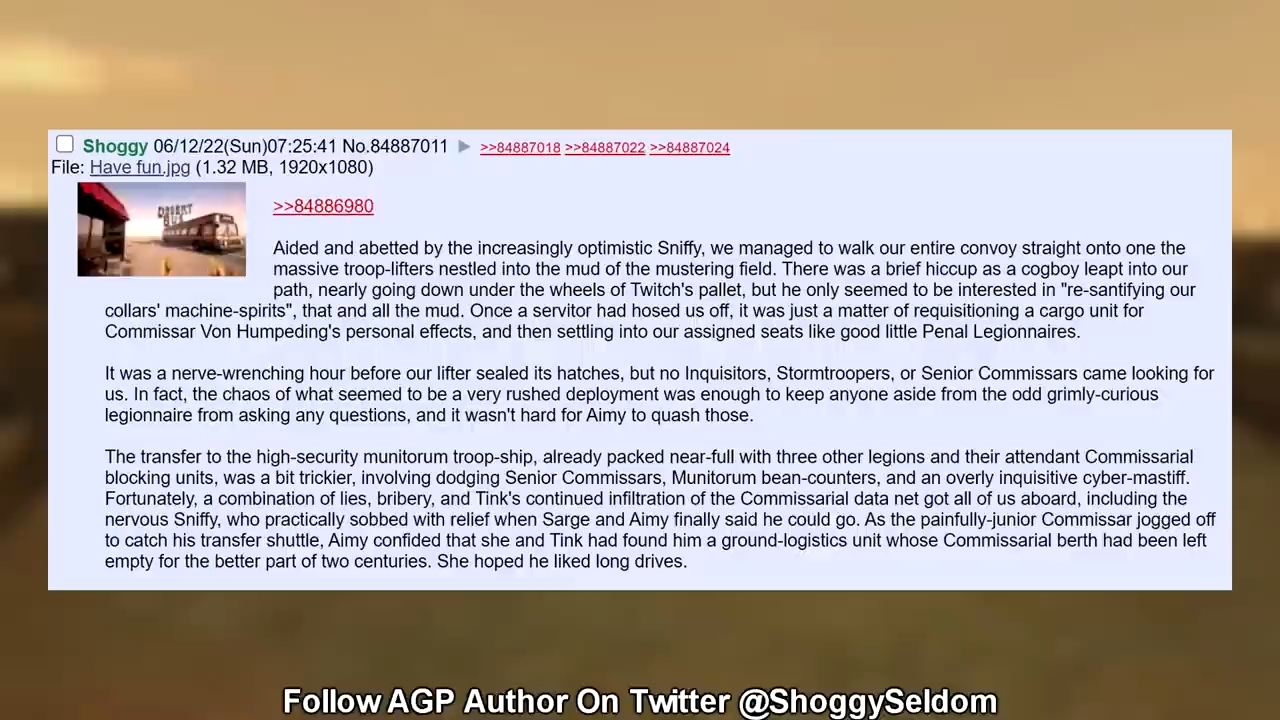 Shoggy 06/12/22(Sun)07:25:41 No.84887011 ▶ >>84887018 >>84887022 >>84887024
File: Have fun.jpg (1.32 MB, 1920x1080)
DESERT BUS
>>84886980
Aided and abetted by the increasingly optimistic Sniffy, we managed to walk our entire convoy straight onto one the
massive troop-lifters nestled into the mud of the mustering field. There was a brief hiccup as a cogboy leapt into our
path, nearly going down under the wheels of Twitch's pallet, but he only seemed to be interested in "re-santifying our
collars' machine-spirits", that and all the mud. Once a servitor had hosed us off, it was just a matter of requisitioning a cargo unit for
Commissar Von Humpeding's personal effects, and then settling into our assigned seats like good little Penal Legionnaires.
It was a nerve-wrenching hour before our lifter sealed its hatches, but no Inquisitors, Stormtroopers, or Senior Commissars came looking for
us. In fact, the chaos of what seemed to be a very rushed deployment was enough to keep anyone aside from the odd grimly-curious
legionnaire from asking any questions, and it wasn't hard for Aimy to quash those.
The transfer to the high-security munitorum troop-ship, already packed near-full with three other legions and their attendant Commissarial
blocking units, was a bit trickier, involving dodging Senior Commissars, Munitorum bean-counters, and an overly inquisitive cyber-mastiff.
Fortunately, a combination of lies, bribery, and Tink's continued infiltration of the Commissarial data net got all of us aboard, including the
nervous Sniffy, who practically sobbed with relief when Sarge and Aimy finally said he could go. As the painfully-junior Commissar jogged off
to catch his transfer shuttle, Aimy confided that she and Tink had found him a ground-logistics unit whose Commissarial berth had been left
empty for the better part of two centuries. She hoped he liked long drives.
Follow AGP Author On Twitter @ShoggySeldom